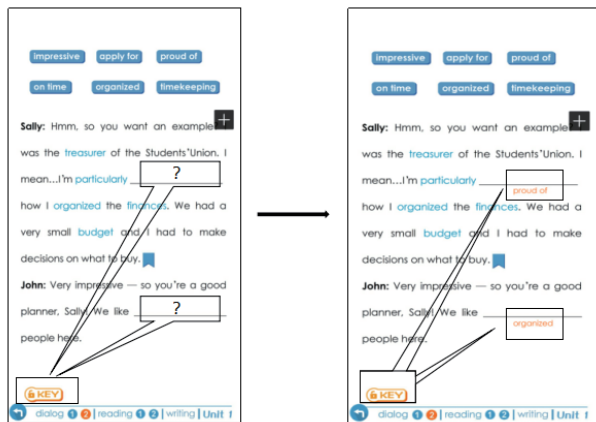 impressive apply for proud of
on time organized timekeeping
+
Sally: Hmm, so you want an example? I
was the treasurer of the Students'Union. I
mean...I'm particularly ?
how I organized the finances. We had a
very small budget and I had to make
decisions on what to buy.
John: Very impressive — so you're a good
planner, Sally! We like ?
people here.
KEY
dialog 1 2 | reading 1 2 | writing | Unit 1
impressive apply for proud of
on time organized timekeeping
+
Sally: Hmm, so you want an example? I
was the treasurer of the Students'Union. I
mean...I'm particularly
proud of
how I organized the finances. We had a
very small budget and I had to make
decisions on what to buy.
John: Very impressive — so you're a good
planner, Sally! We like
organized
people here.
KEY
dialog 1 2 | reading 1 2 | writing | Unit 1